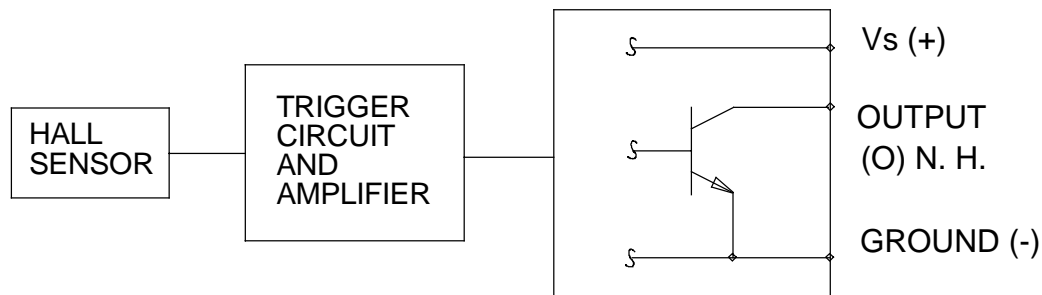 HALL
SENSOR
TRIGGER
CIRCUIT
AND
AMPLIFIER
Vs (+)
OUTPUT
(O) N. H.
GROUND (-)